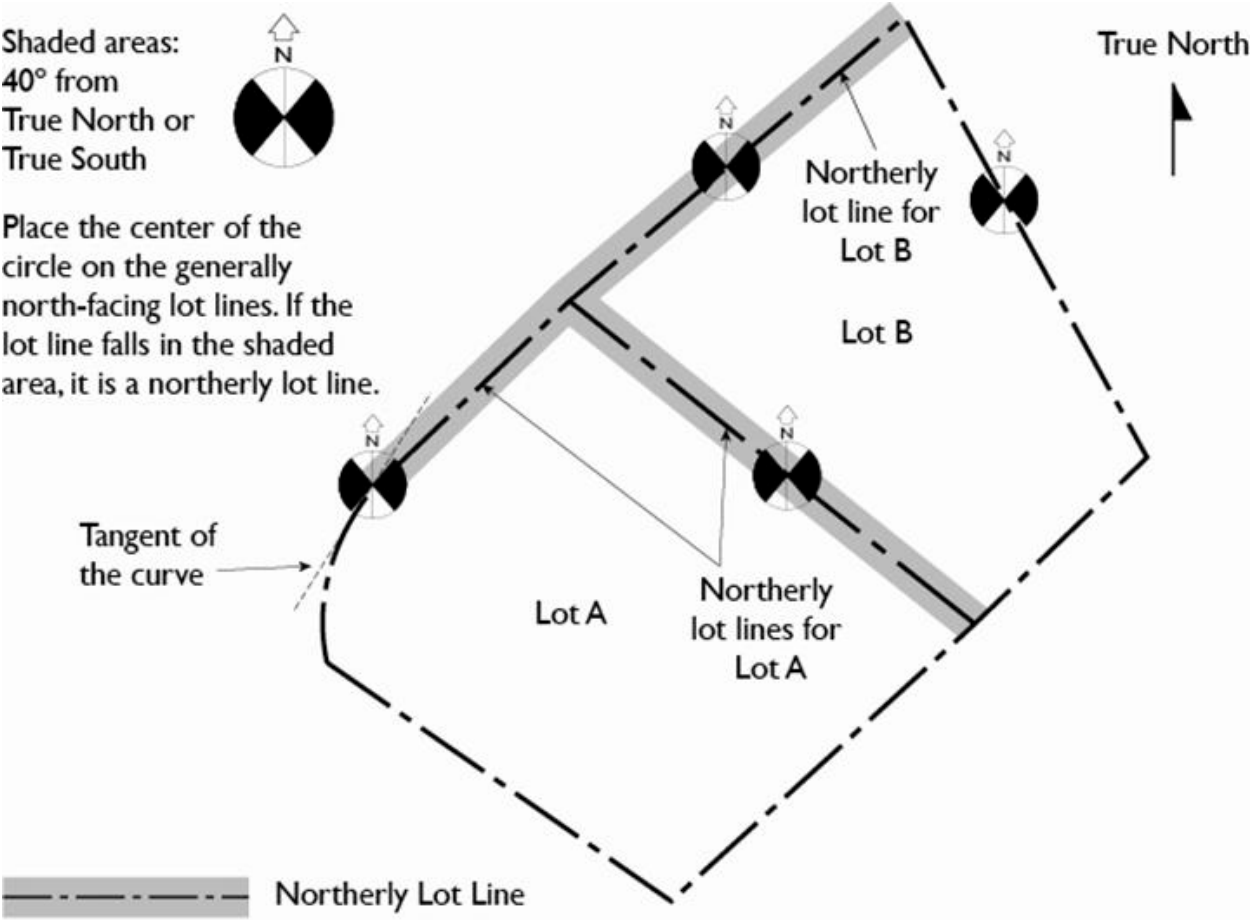 Shaded areas:
40° from
True North or
True South
N
Place the center of the
circle on the generally
north-facing lot lines. If the
lot line falls in the shaded
area, it is a northerly lot line.
True North
N
N
Northerly
lot line for
Lot B
Lot B
N
N
Tangent of
the curve
Lot A
Northerly
lot lines for
Lot A
Northerly Lot Line